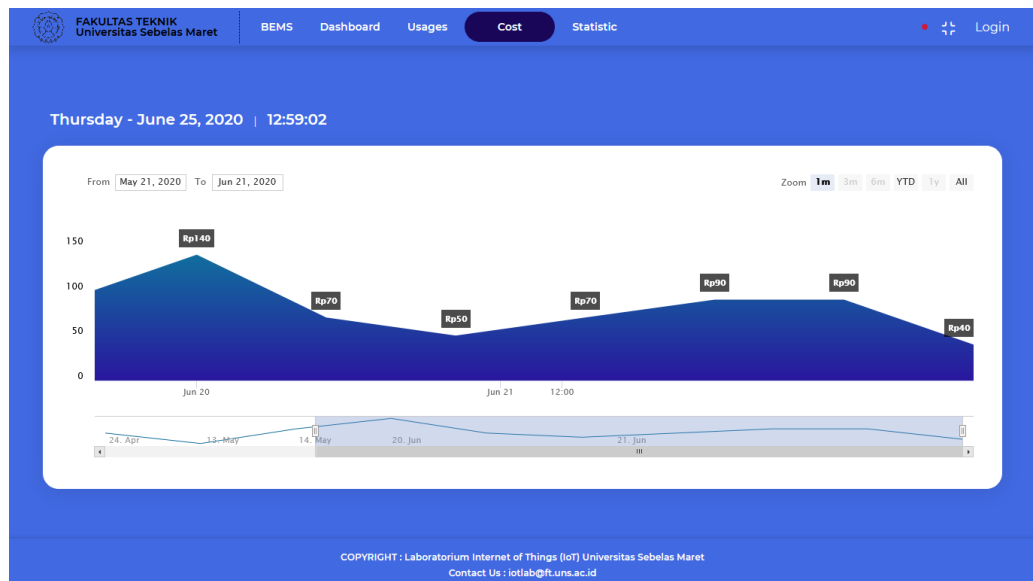 FAKULTAS TEKNIK
Universitas Sebelas Maret
BEMS Dashboard Usages Cost Statistic Login
Thursday - June 25, 2020 | 12:59:02
From May 21, 2020 To Jun 21, 2020
Zoom 1m 3m 6m YTD 1y All
150
100
50
0
Rp140
Rp70
Rp50
Rp70
Rp90
Rp90
Rp40
Jun 20 Jun 21 12:00
24. Apr 13. May 14. May 20. Jun 21. Jun
COPYRIGHT : Laboratorium Internet of Things (IoT) Universitas Sebelas Maret
Contact Us : iotlab@ft.uns.ac.id